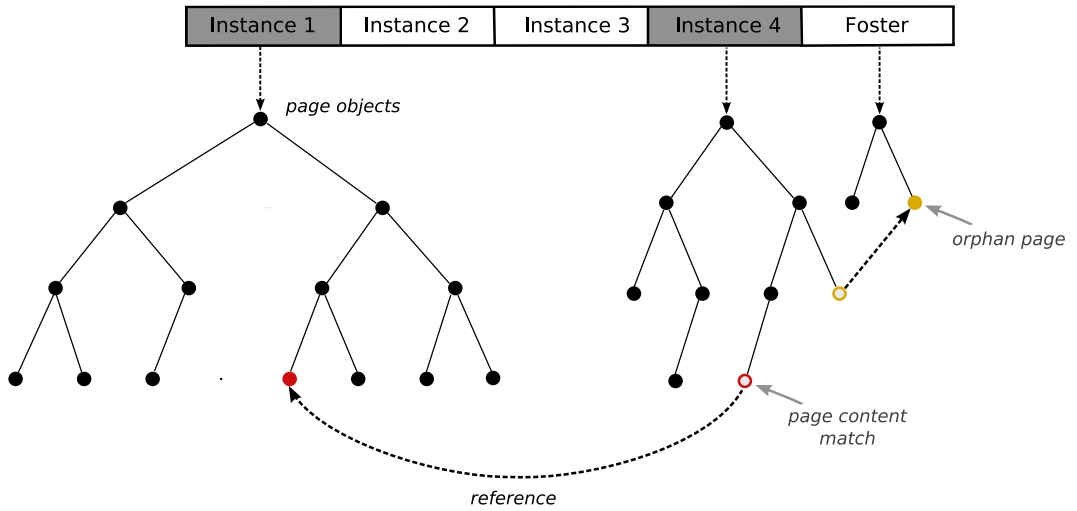 Instance 1 Instance 2 Instance 3 Instance 4 Foster
page objects
orphan page
page content
match
reference